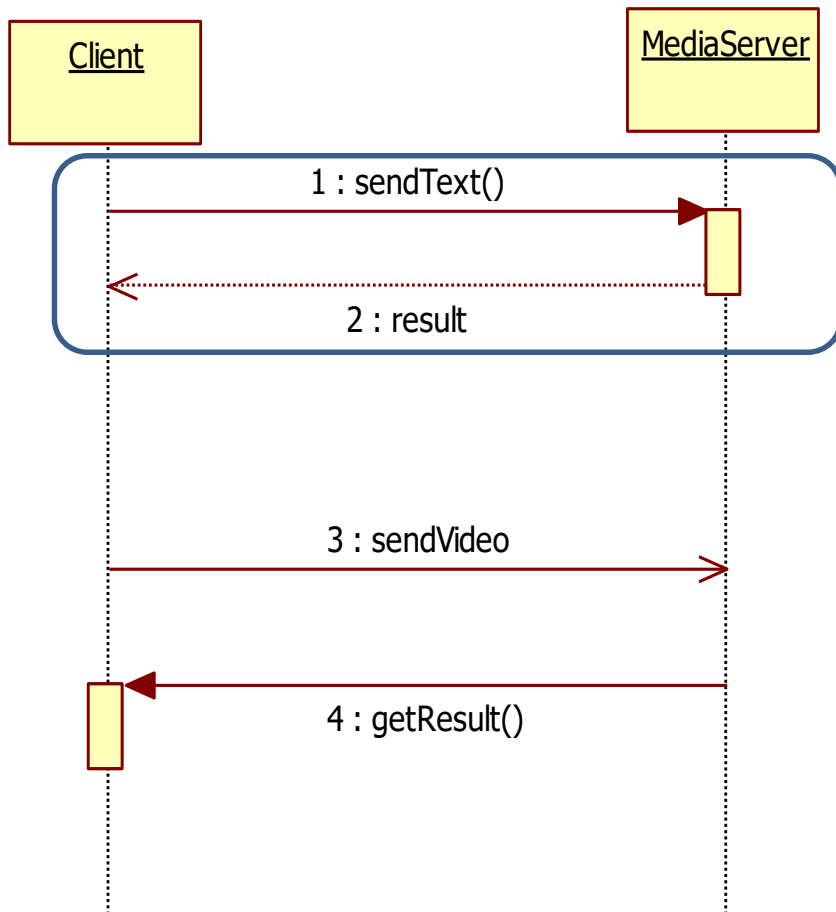 Client
MediaServer
1 : sendText()
2 : result
3 : sendVideo
4 : getResult()